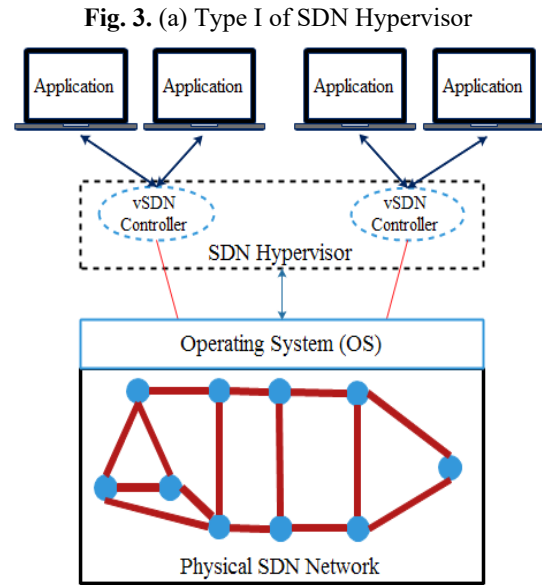 Fig. 3. (a) Type I of SDN Hypervisor
Application
Application
Application
Application
vSDN
Controller
vSDN
Controller
SDN Hypervisor
Operating System (OS)
Physical SDN Network